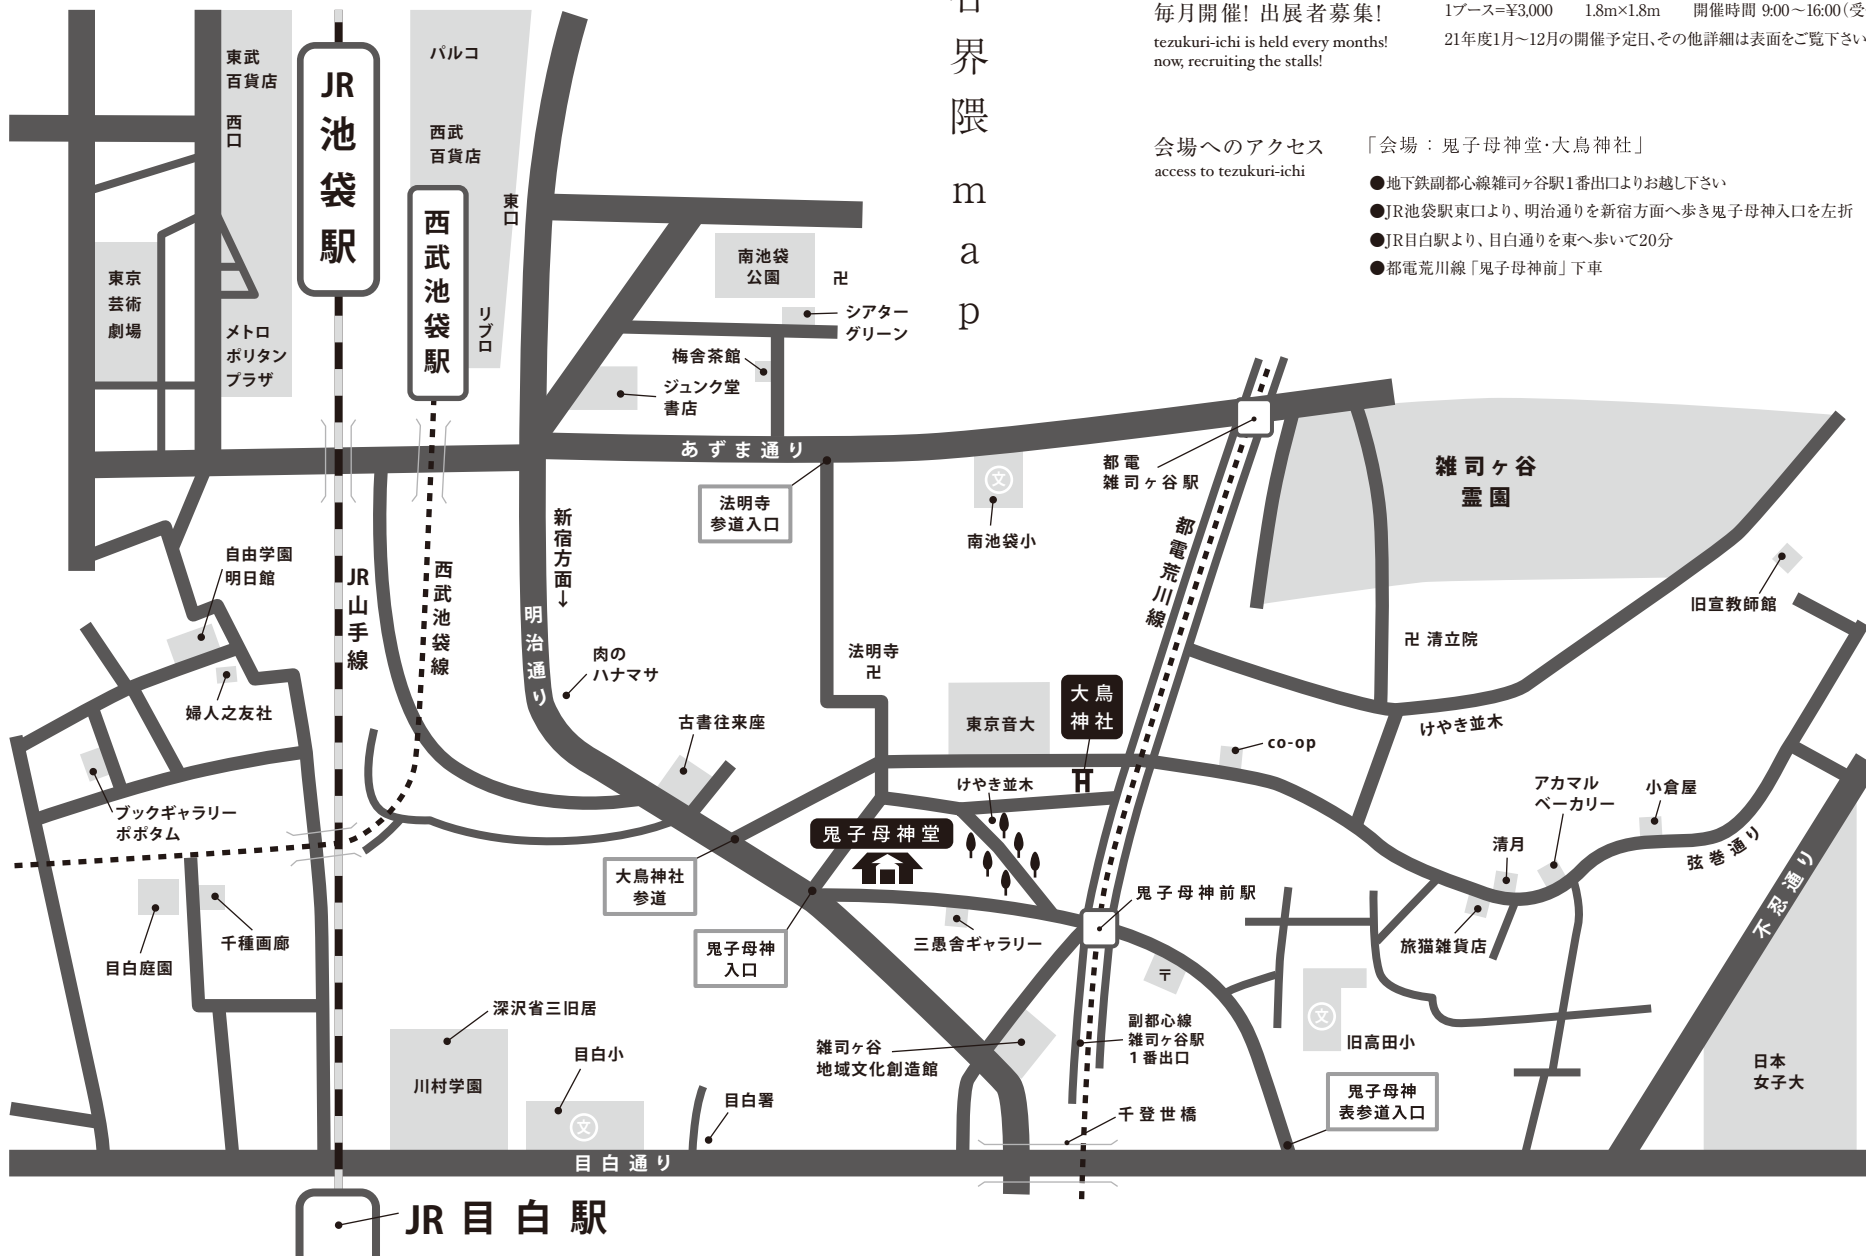 毎月開催! 出展者募集!
tezukuri-ichi is held every months!
now, recruiting the stalls!
1ブース=¥3,000　1.8m×1.8m　開催時間 9:00〜16:00(受
21年度1月〜12月の開催予定日、その他詳細は表面をご覧下さい
界隈 map
会場へのアクセス
access to tezukuri-ichi
「会場：鬼子母神堂・大鳥神社」
●地下鉄副都心線雑司ヶ谷駅1番出口よりお越し下さい
●JR池袋駅東口より、明治通りを新宿方面へ歩き鬼子母神入口を左折
●JR目白駅より、目白通りを東へ歩いて20分
●都電荒川線「鬼子母神前」下車
東武
百貨店
西口
JR池袋駅
パルコ
西武
百貨店
西武池袋駅
東口
リブロ
東京
芸術
劇場
メトロ
ポリタン
プラザ
南池袋
公園
卍
シアター
グリーン
梅舎茶館
ジュンク堂
書店
あずま通り
法明寺
参道入口
文
南池袋小
都電
雑司ヶ谷駅
都電荒川線
雑司ヶ谷
霊園
旧宣教師館
卍 清立院
けやき並木
自由学園
明日館
婦人之友社
JR山手線
西武池袋線
新宿方面→
明治通り
肉の
ハナマサ
古書往来座
法明寺
卍
東京音大
大鳥
神社
けやき並木
co-op
アカマル
ベーカリー
小倉屋
清月
弦巻通り
不忍通り
ブックギャラリー
ポポタム
鬼子母神堂
大鳥神社
参道
鬼子母神
入口
三愚舎ギャラリー
鬼子母神前駅
旅猫雑貨店
目白庭園
千種画廊
〒
深沢省三旧居
目白小
川村学園
文
目白署
雑司ヶ谷
地域文化創造館
副都心線
雑司ヶ谷駅
1番出口
文
旧高田小
鬼子母神
表参道入口
千登世橋
日本
女子大
目白通り
JR 目白駅